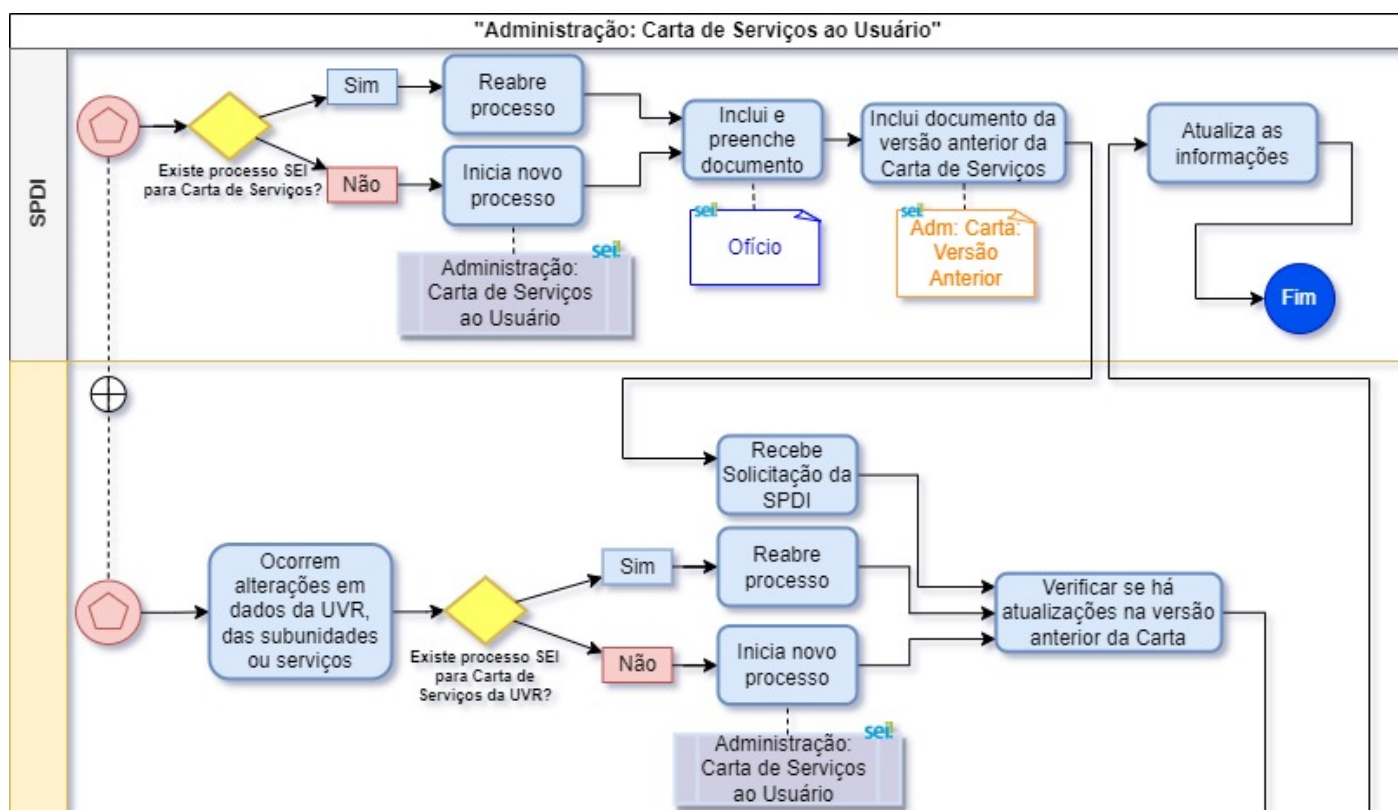 "Administração: Carta de Serviços ao Usuário"
SPDI
Existe processo SEI
para Carta de Serviços?
Sim
Não
Reabre
processo
Inicia novo
processo
sei!
Administração:
Carta de Serviços
ao Usuário
Inclui e
preenche
documento
sei!
Ofício
Inclui documento da
versão anterior da
Carta de Serviços
sei!
Adm: Carta:
Versão
Anterior
Atualiza as
informações
Fim
Ocorrem
alterações em
dados da UVR,
das subunidades
ou serviços
Existe processo SEI
para Carta de
Serviços da UVR?
Sim
Não
Recebe
Solicitação da
SPDI
Reabre
processo
Inicia novo
processo
sei!
Administração:
Carta de Serviços
ao Usuário
Verificar se há
atualizações na versão
anterior da Carta